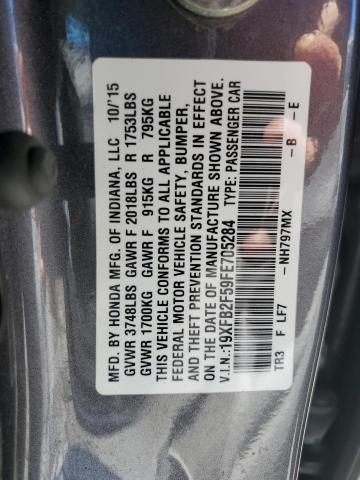 MFD. BY HONDA MFG. OF INDIANA, LLC 10/'15
GVWR 3748LBS GAWR F 2018LBS R 1753LBS
GVWR 1700KG GAWR F 915KG R 795KG
THIS VEHICLE CONFORMS TO ALL APPLICABLE
FEDERAL MOTOR VEHICLE SAFETY, BUMPER,
AND THEFT PREVENTION STANDARDS IN EFFECT
ON THE DATE OF MANUFACTURE SHOWN ABOVE.
V.I.N.:19XFB2F59FE705284 TYPE: PASSENGER CAR
TR3 F LF7 -NH797MX -B -E